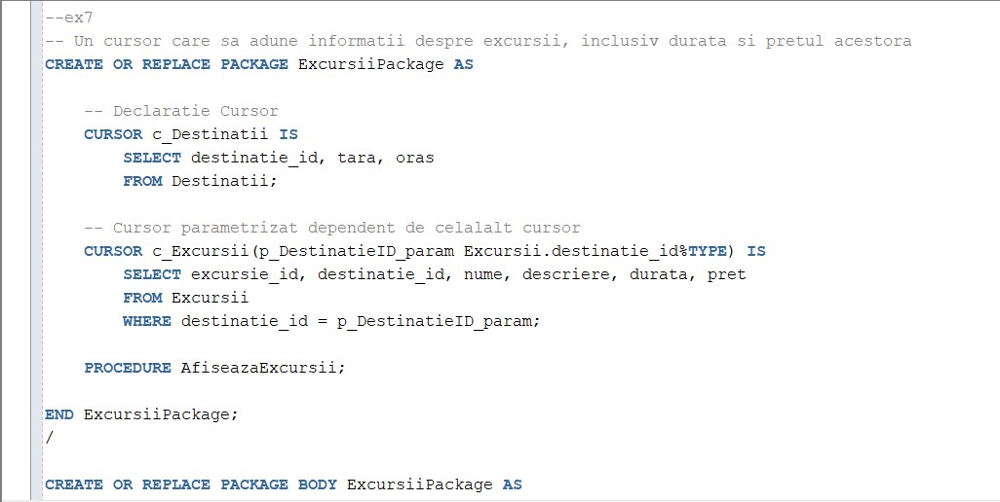 --ex7
-- Un cursor care sa adune informatii despre excursii, inclusiv durata si pretul acestora
CREATE OR REPLACE PACKAGE ExcursiiPackage AS
-- Declaratie Cursor
CURSOR c_Destinatii IS
SELECT destinatie_id, tara, oras
FROM Destinatii;
-- Cursor parametrizat dependent de celalalt cursor
CURSOR c_Excursii(p_DestinatieID_param Excursii.destinatie_id%TYPE) IS
SELECT excursie_id, destinatie_id, nume, descriere, durata, pret
FROM Excursii
WHERE destinatie_id = p_DestinatieID_param;
PROCEDURE AfiseazaExcursii;
END ExcursiiPackage;
/
CREATE OR REPLACE PACKAGE BODY ExcursiiPackage AS